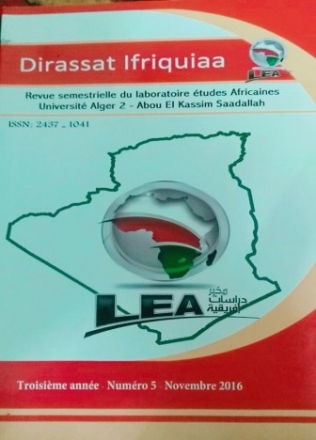 Dirassat Ifriquiaa
LEA
Revue semestrielle du laboratoire études Africaines
Université Alger 2 - Abou El Kassim Saadallah
ISSN: 2437 _ 1041
مخبر
دراسات
إفريقية
LEA
Troisième année - Numéro 5 - Novembre 2016